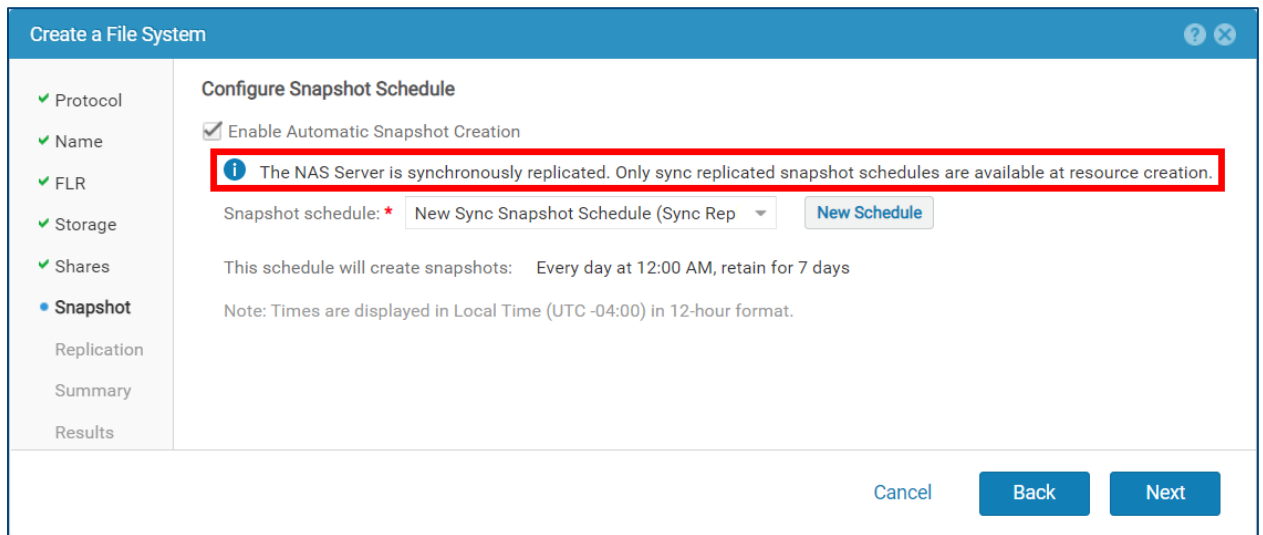 Create a File System
Protocol
Name
FLR
Storage
Shares
Snapshot
Replication
Summary
Results
Configure Snapshot Schedule
Enable Automatic Snapshot Creation
The NAS Server is synchronously replicated. Only sync replicated snapshot schedules are available at resource creation.
Snapshot schedule: * New Sync Snapshot Schedule (Sync Rep New Schedule
This schedule will create snapshots: Every day at 12:00 AM, retain for 7 days
Note: Times are displayed in Local Time (UTC -04:00) in 12-hour format.
Cancel Back Next